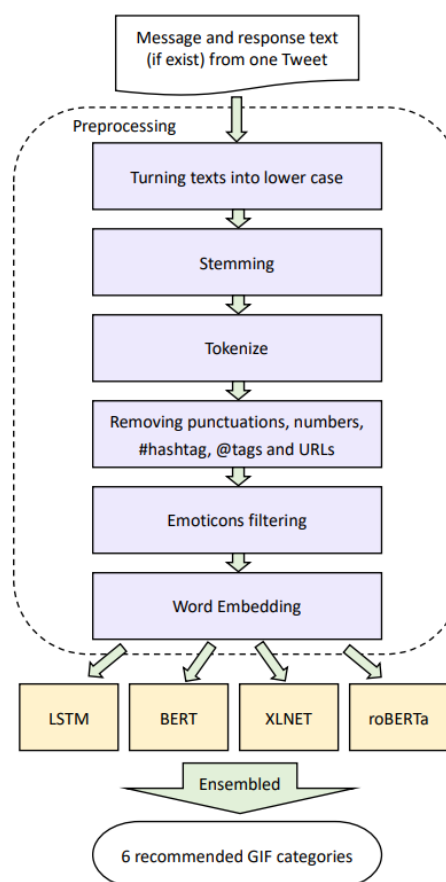 Message and response text
(if exist) from one Tweet
Preprocessing
Turning texts into lower case
Stemming
Tokenize
Removing punctuations, numbers,
#hashtag, @tags and URLs
Emoticons filtering
Word Embedding
LSTM
BERT
XLNET
roBERTa
Ensembled
6 recommended GIF categories